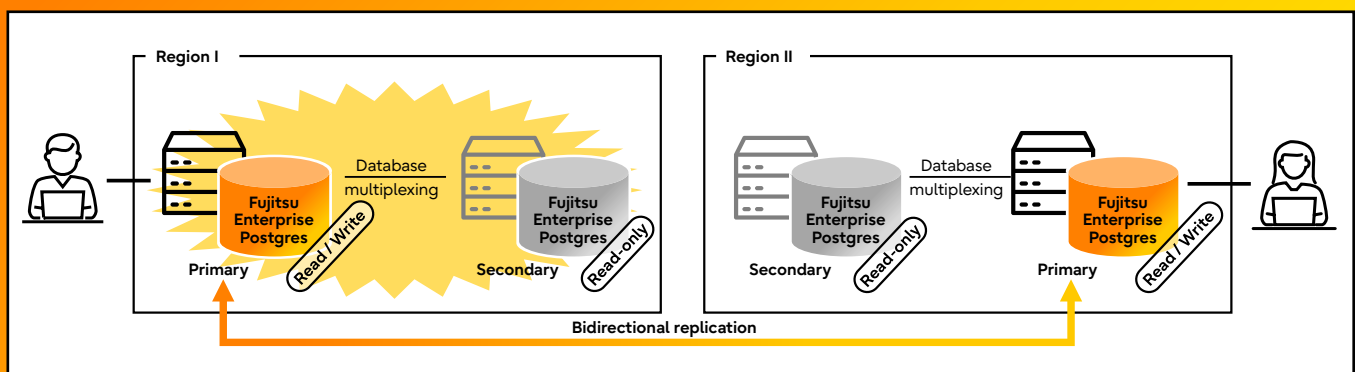 Region I
Database
multiplexing
Fujitsu
Enterprise
Postgres
Read / Write
Primary
Fujitsu
Enterprise
Postgres
Read-only
Secondary
Region II
Fujitsu
Enterprise
Postgres
Read-only
Secondary
Database
multiplexing
Fujitsu
Enterprise
Postgres
Read / Write
Primary
Bidirectional replication